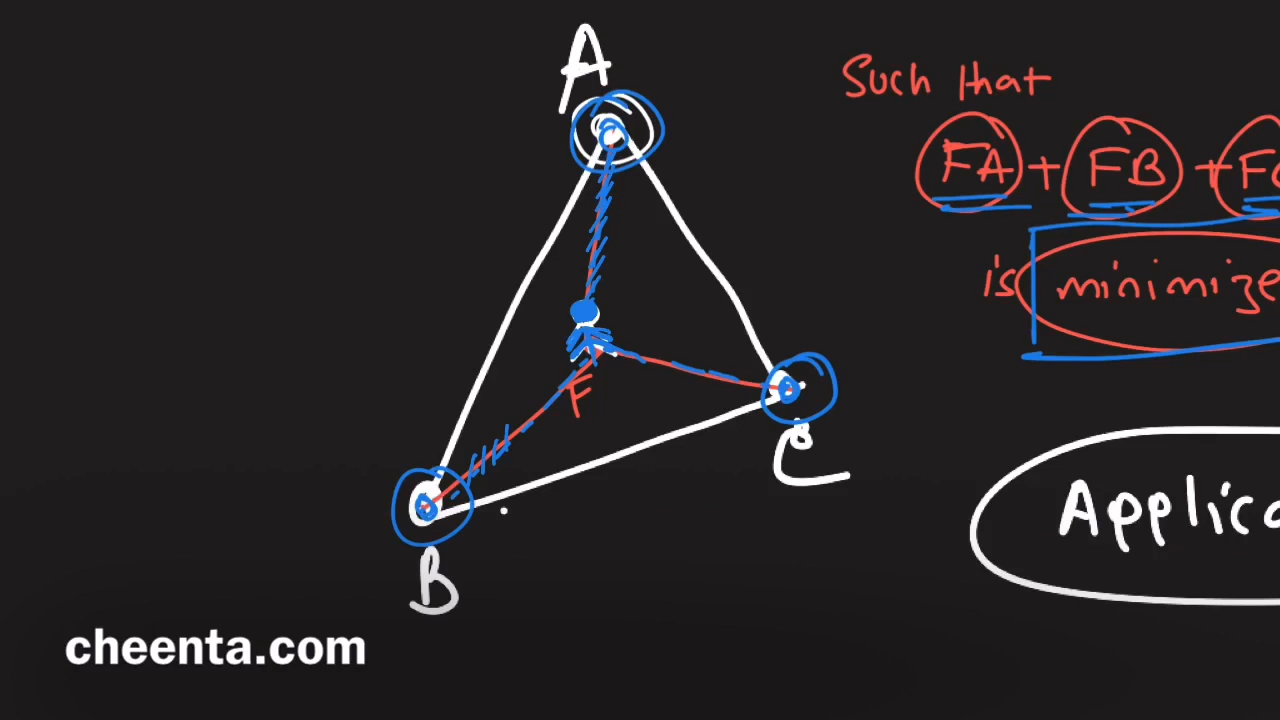 A
Such that
FA + FB + F
is minimize
F
C
B
Applic
cheenta.com